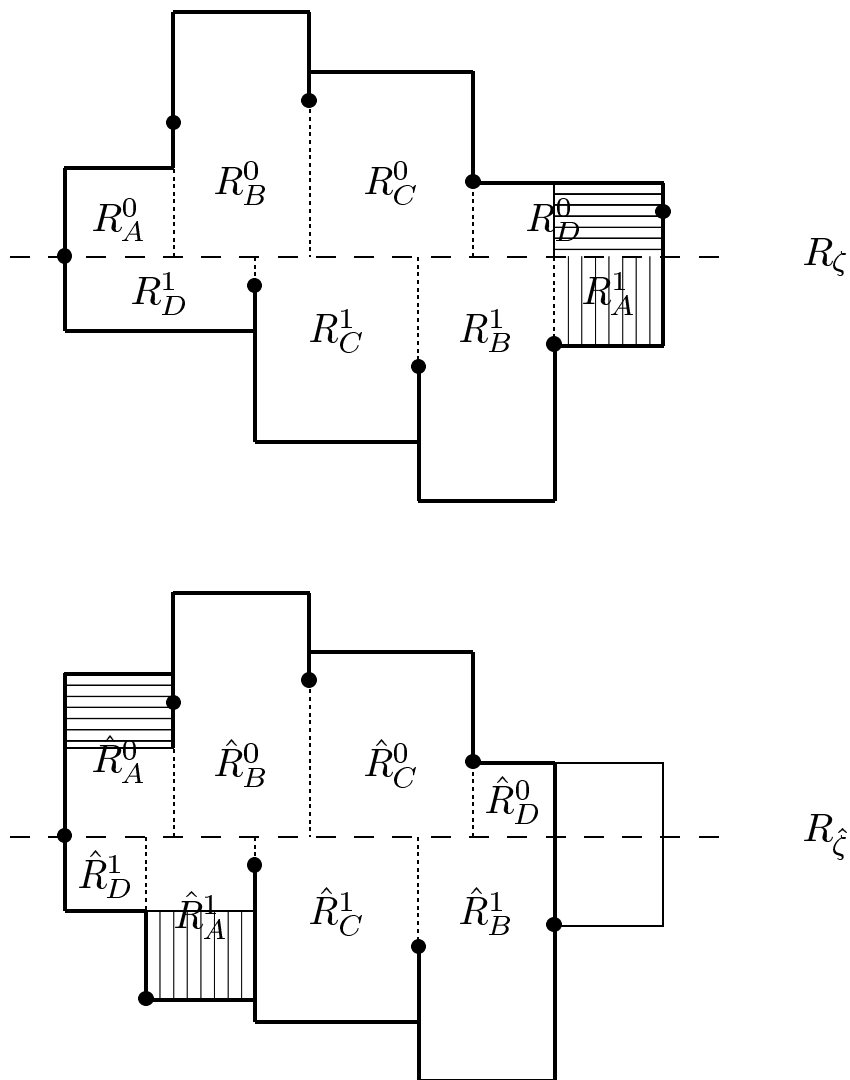 R_B^0 R_C^0
R_A^0 R_D^0
R_ζ
R_D^1 R_A^1
R_C^1 R_B^1
R̂_A^0 R̂_B^0 R̂_C^0
R̂_D^0
R_ζ̂
R̂_D^1
R̂_A^1 R̂_C^1 R̂_B^1